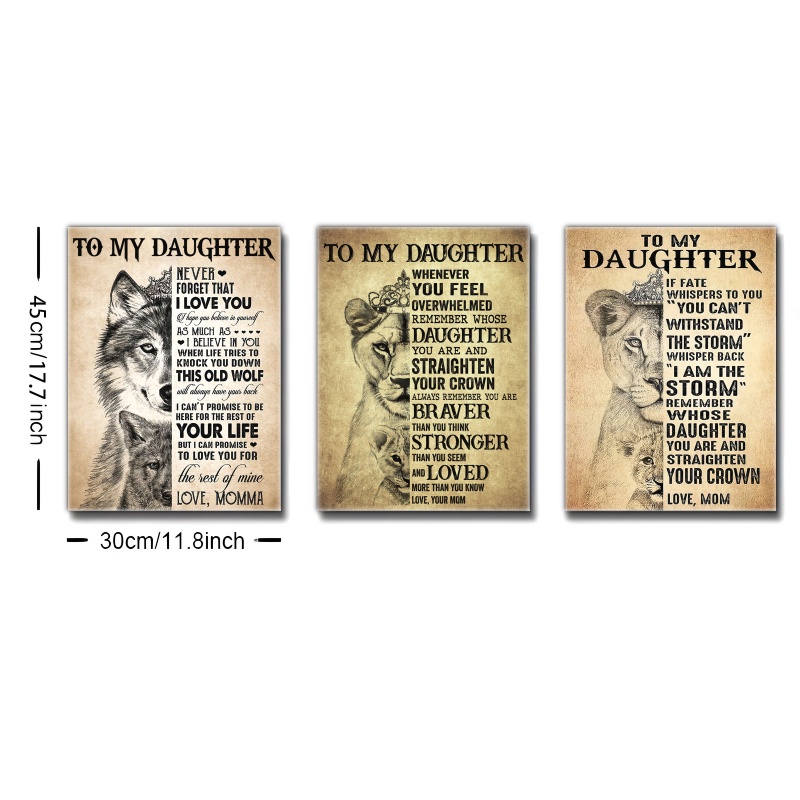 45cm/17.7inch
30cm/11.8inch
TO MY DAUGHTER
NEVER ♥
FORGET THAT
I LOVE YOU
I hope you believe in yourself
AS MUCH AS ♥♥♥♥
♥ I BELIEVE IN YOU
WHEN LIFE TRIES TO
KNOCK YOU DOWN
THIS OLD WOLF
will always have your back
I CAN'T PROMISE TO BE
HERE FOR THE REST OF
YOUR LIFE
BUT I CAN PROMISE ♥
TO LOVE YOU FOR
the rest of mine
LOVE, MOMMA
TO MY DAUGHTER
WHENEVER
YOU FEEL
OVERWHELMED
REMEMBER WHOSE
DAUGHTER
YOU ARE AND
STRAIGHTEN
YOUR CROWN
ALWAYS REMEMBER YOU ARE
BRAVER
THAN YOU THINK
STRONGER
THAN YOU SEEM
AND LOVED
MORE THAN YOU KNOW
LOVE, YOUR MOM
TO MY
DAUGHTER
IF FATE
WHISPERS TO YOU
"YOU CAN'T
WITHSTAND
THE STORM"
WHISPER BACK
"I AM THE
STORM"
REMEMBER
WHOSE
DAUGHTER
YOU ARE AND
STRAIGHTEN
YOUR CROWN
LOVE, MOM